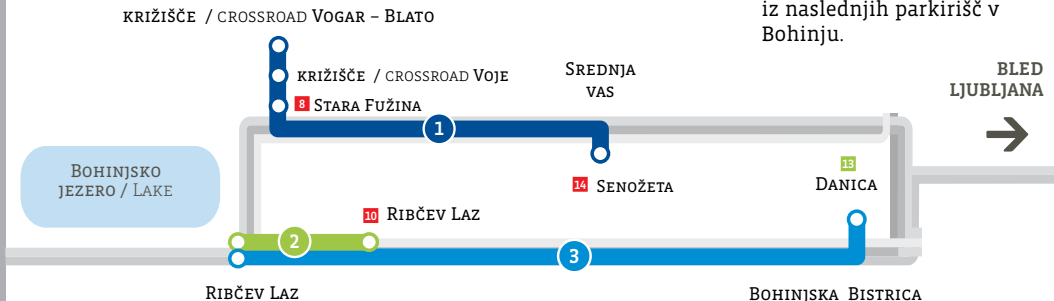 KRIŽIŠČE / CROSSROAD VOGAR – BLATO
iz naslednjih parkirišč v
Bohinju.
KRIŽIŠČE / CROSSROAD VOJE
SREDNJA
VAS
BLED
LJUBLJANA
8 STARA FUŽINA
1
BOHINJSKO
JEZERO / LAKE
14 SENOŽETA
13
DANICA
10 RIBČEV LAZ
2
3
RIBČEV LAZ
BOHINJSKA BISTRICA